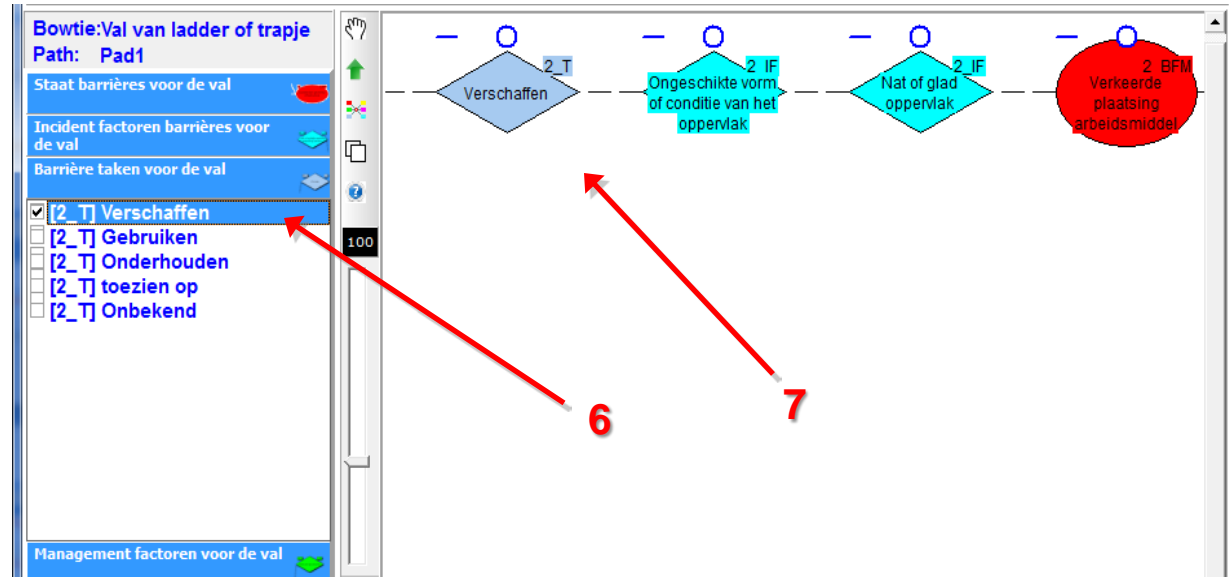 Bowtie:Val van ladder of trapje
Path: Pad1
Staat barrières voor de val
Incident factoren barrières voor
de val
Barrière taken voor de val
[2_T] Verschaffen
[2_T] Gebruiken
[2_T] Onderhouden
[2_T] toezien op
[2_T] Onbekend
Management factoren voor de val
100
2_T
Verschaffen
2_IF
Ongeschikte vorm
of conditie van het
oppervlak
2_IF
Nat of glad
oppervlak
2_BFM
Verkeerde
plaatsing
arbeidsmiddel
6
7